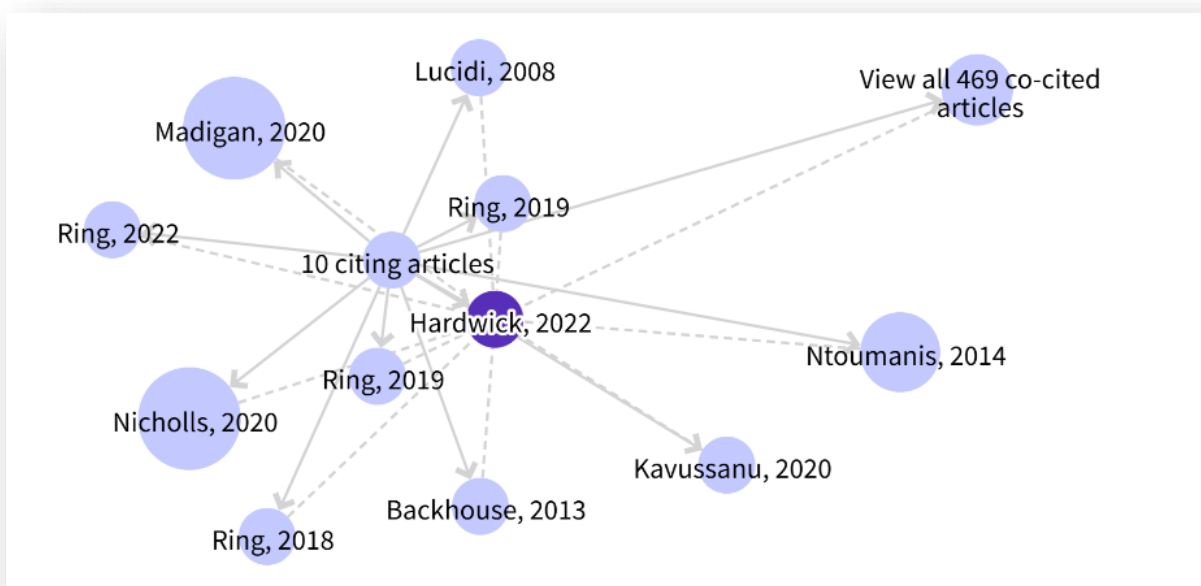 Lucidi, 2008
View all 469 co-cited
articles
Madigan, 2020
Ring, 2019
Ring, 2022
10 citing articles
Hardwick, 2022
Ntoumanis, 2014
Ring, 2019
Nicholls, 2020
Kavussanu, 2020
Backhouse, 2013
Ring, 2018